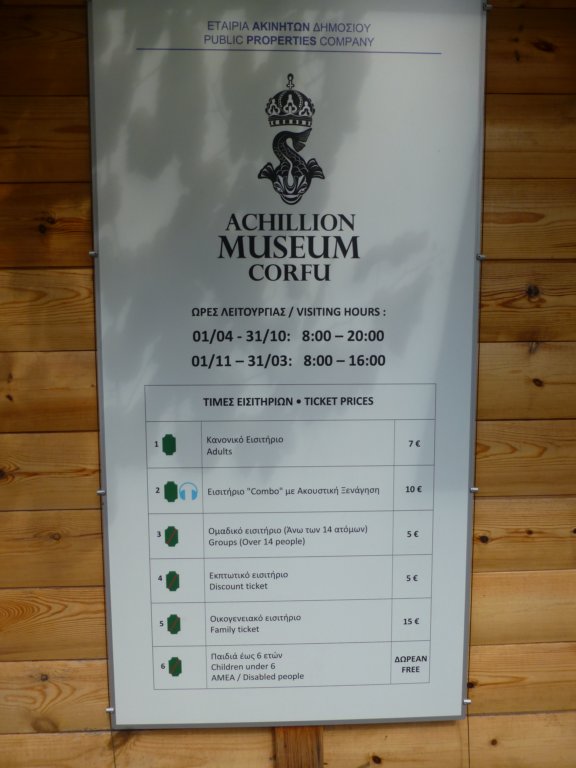 ΕΤΑΙΡΙΑ ΑΚΙΝΗΤΩΝ ΔΗΜΟΣΙΟΥ
PUBLIC PROPERTIES COMPANY
ACHILLION
MUSEUM
CORFU
ΩΡΕΣ ΛΕΙΤΟΥΡΓΙΑΣ / VISITING HOURS :
01/04 - 31/10: 8:00 – 20:00
01/11 – 31/03: 8:00 – 16:00
ΤΙΜΕΣ ΕΙΣΙΤΗΡΙΩΝ • TICKET PRICES
1 Κανονικό Εισιτήριο 7 €
Adults
2 Εισιτήριο "Combo" με Ακουστική Ξενάγηση 10 €
3 Ομαδικό εισιτήριο (Άνω των 14 ατόμων) 5 €
Groups (Over 14 people)
4 Εκπτωτικό εισιτήριο 5 €
Discount ticket
5 Οικογενειακό εισιτήριο 15 €
Family ticket
6 Παιδιά έως 6 ετών ΔΩΡΕΑΝ
Children under 6 FREE
ΑΜΕΑ / Disabled people